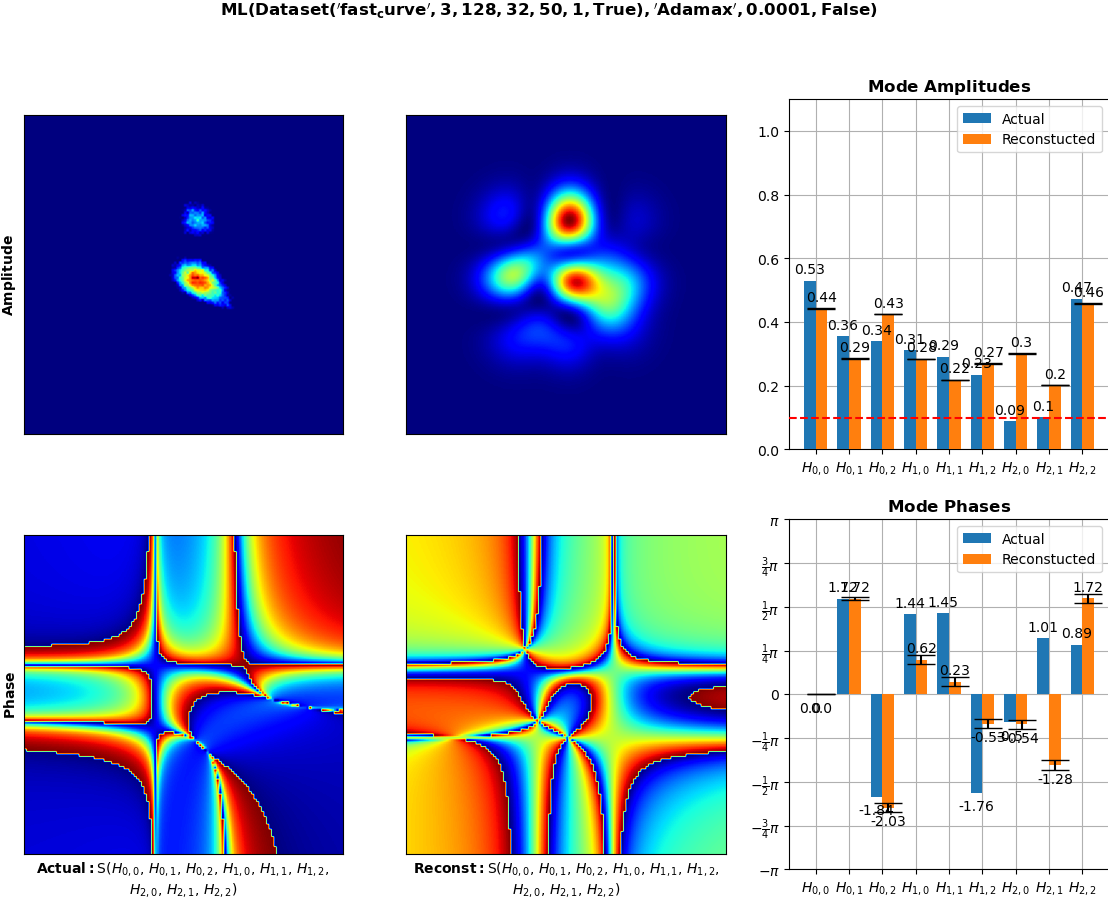 ML(Dataset('fast_curve', 3, 128, 32, 50, 1, True), 'Adamax', 0.0001, False)
Amplitude
Mode Amplitudes
Actual
Reconstucted
1.0
0.8
0.6
0.4
0.2
0.0
0.53
0.44
0.36
0.29
0.34
0.43
0.31
0.28
0.29
0.22
0.23
0.27
0.09
0.3
0.1
0.2
0.47
0.46
H0,0 H0,1 H0,2 H1,0 H1,1 H1,2 H2,0 H2,1 H2,2
Phase
Mode Phases
Actual
Reconstucted
π
3/4π
1/2π
1/4π
0
−1/4π
−1/2π
−3/4π
−π
0.0
0.0
1.72
1.72
-1.84
-2.03
1.44
0.62
1.45
0.23
-1.76
-0.53
-0.5
-0.54
1.01
-1.28
0.89
1.72
H0,0 H0,1 H0,2 H1,0 H1,1 H1,2 H2,0 H2,1 H2,2
Actual: S(H0,0, H0,1, H0,2, H1,0, H1,1, H1,2,
H2,0, H2,1, H2,2)
Reconst: S(H0,0, H0,1, H0,2, H1,0, H1,1, H1,2,
H2,0, H2,1, H2,2)